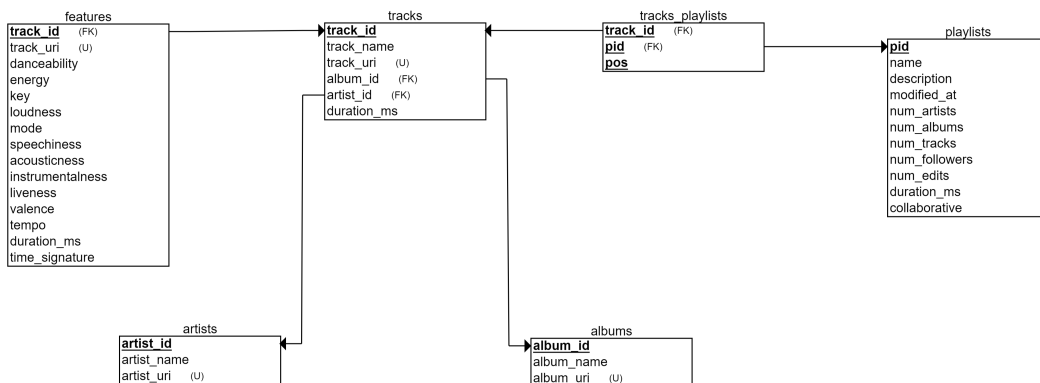 features
track_id (FK)
track_uri (U)
danceability
energy
key
loudness
mode
speechiness
acousticness
instrumentalness
liveness
valence
tempo
duration_ms
time_signature
tracks
track_id
track_name
track_uri (U)
album_id (FK)
artist_id (FK)
duration_ms
tracks_playlists
track_id (FK)
pid (FK)
pos
playlists
pid
name
description
modified_at
num_artists
num_albums
num_tracks
num_followers
num_edits
duration_ms
collaborative
artists
artist_id
artist_name
artist_uri (U)
albums
album_id
album_name
album_uri (U)